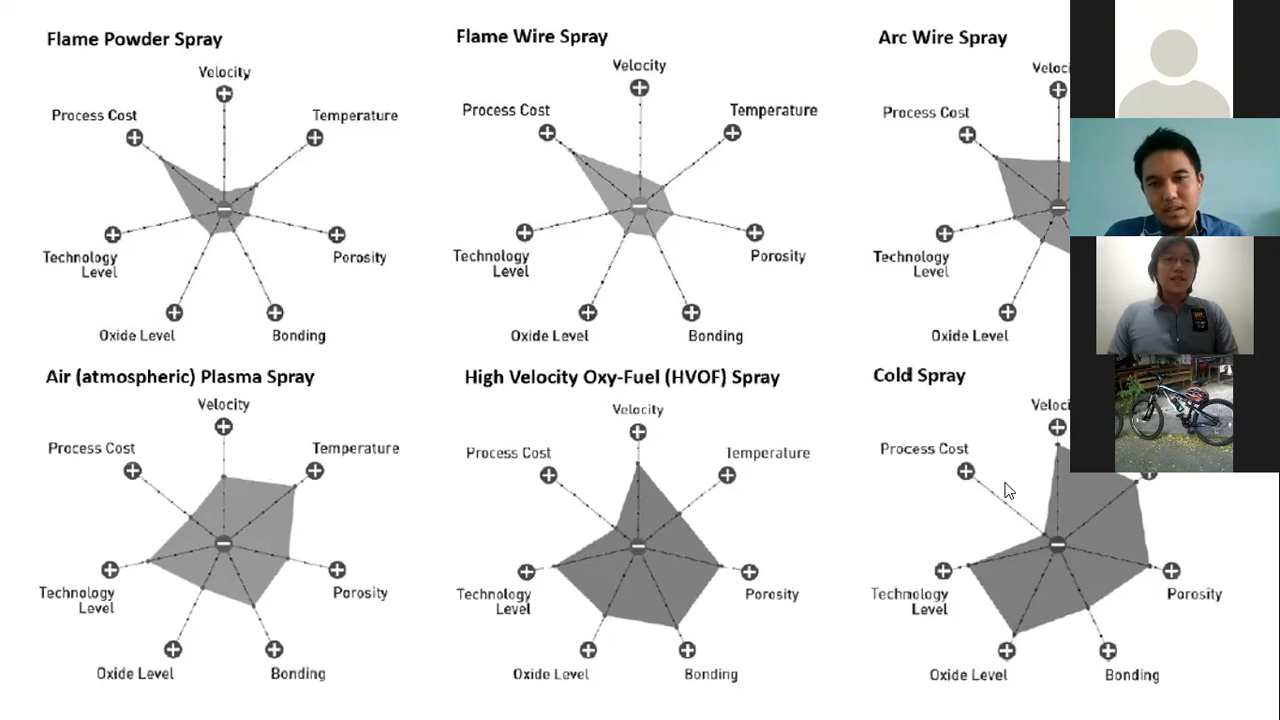 Flame Powder Spray
Velocity
Process Cost
Temperature
Technology
Level
Porosity
Oxide Level
Bonding
Flame Wire Spray
Velocity
Process Cost
Temperature
Technology
Level
Porosity
Oxide Level
Bonding
Arc Wire Spray
Process Cost
Technology
Level
Oxide Level
Air (atmospheric) Plasma Spray
Velocity
Process Cost
Temperature
Technology
Level
Porosity
Oxide Level
Bonding
High Velocity Oxy-Fuel (HVOF) Spray
Velocity
Process Cost
Temperature
Technology
Level
Porosity
Oxide Level
Bonding
Cold Spray
Process Cost
Technology
Level
Porosity
Oxide Level
Bonding